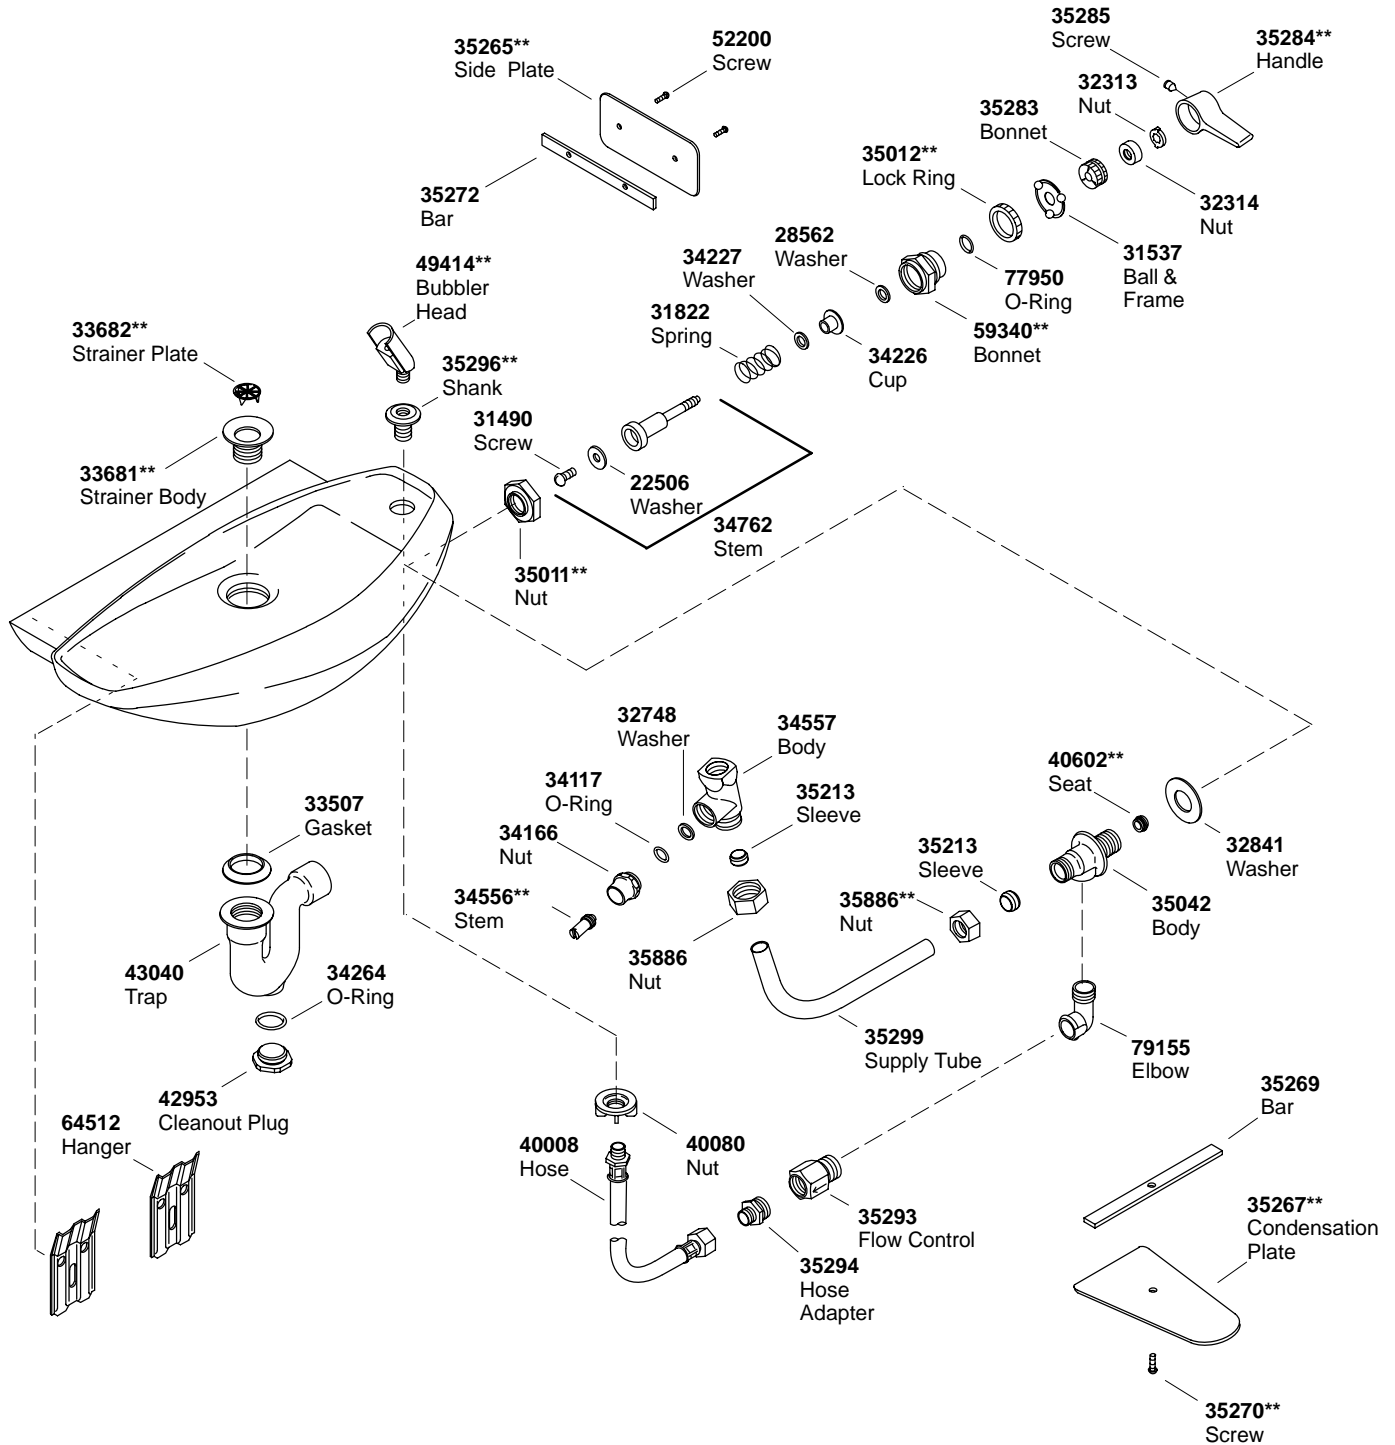 35285
Screw
35284**
Handle
52200
Screw
35265**
Side Plate
32313
Nut
35283
Bonnet
35012**
Lock Ring
35272
Bar
32314
Nut
28562
Washer
34227
Washer
31537
Ball &
Frame
77950
O-Ring
49414**
Bubbler
Head
31822
Spring
59340**
Bonnet
33682**
Strainer Plate
34226
Cup
35296**
Shank
31490
Screw
33681**
Strainer Body
22506
Washer
34762
Stem
35011**
Nut
32748
Washer
34557
Body
40602**
Seat
34117
O-Ring
35213
Sleeve
33507
Gasket
34166
Nut
35213
Sleeve
32841
Washer
34556**
Stem
35886**
Nut
35042
Body
35886
Nut
43040
Trap
34264
O-Ring
35299
Supply Tube
79155
Elbow
35269
Bar
42953
Cleanout Plug
64512
Hanger
40008
Hose
40080
Nut
35267**
Condensation
Plate
35293
Flow Control
35294
Hose
Adapter
35270**
Screw